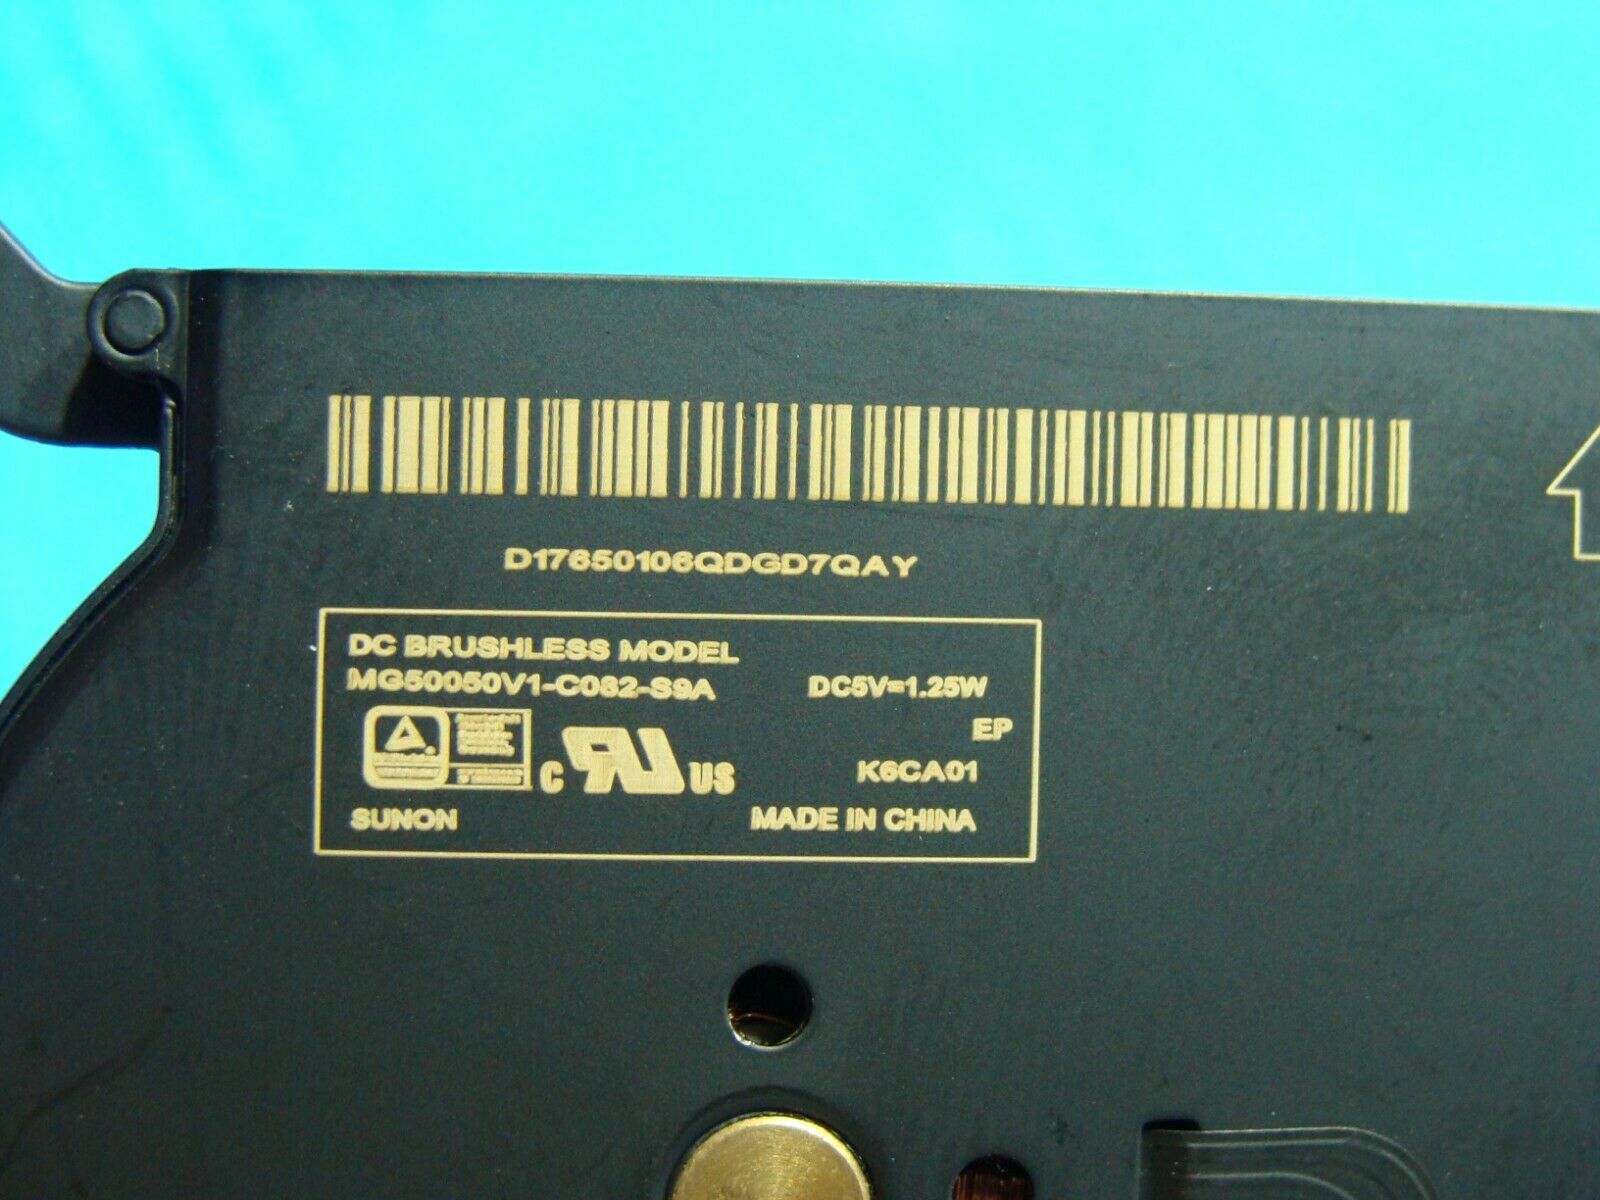 D17650106QDGD7QAY
DC BRUSHLESS MODEL
MG50050V1-C082-S9A DC5V=1.25W
EP
C US
K6CA01
SUNON MADE IN CHINA